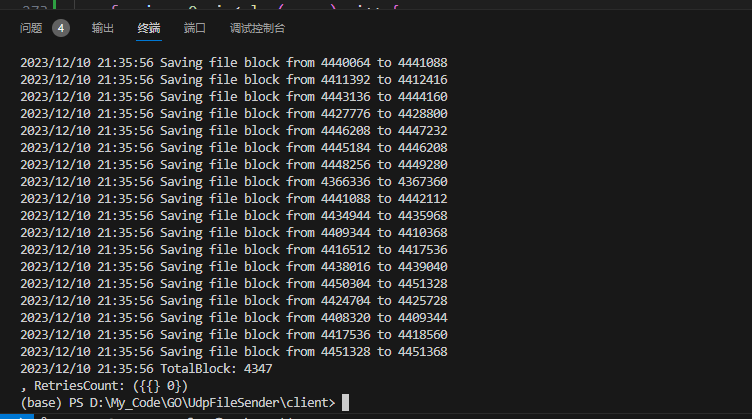 问题 4 输出 终端 端口 调试控制台
2023/12/10 21:35:56 Saving file block from 4440064 to 4441088
2023/12/10 21:35:56 Saving file block from 4411392 to 4412416
2023/12/10 21:35:56 Saving file block from 4443136 to 4444160
2023/12/10 21:35:56 Saving file block from 4427776 to 4428800
2023/12/10 21:35:56 Saving file block from 4446208 to 4447232
2023/12/10 21:35:56 Saving file block from 4445184 to 4446208
2023/12/10 21:35:56 Saving file block from 4448256 to 4449280
2023/12/10 21:35:56 Saving file block from 4366336 to 4367360
2023/12/10 21:35:56 Saving file block from 4441088 to 4442112
2023/12/10 21:35:56 Saving file block from 4434944 to 4435968
2023/12/10 21:35:56 Saving file block from 4409344 to 4410368
2023/12/10 21:35:56 Saving file block from 4416512 to 4417536
2023/12/10 21:35:56 Saving file block from 4438016 to 4439040
2023/12/10 21:35:56 Saving file block from 4450304 to 4451328
2023/12/10 21:35:56 Saving file block from 4424704 to 4425728
2023/12/10 21:35:56 Saving file block from 4408320 to 4409344
2023/12/10 21:35:56 Saving file block from 4417536 to 4418560
2023/12/10 21:35:56 Saving file block from 4451328 to 4451368
2023/12/10 21:35:56 TotalBlock: 4347
, RetriesCount: ({{} 0})
(base) PS D:\My_Code\GO\UdpFileSender\client>